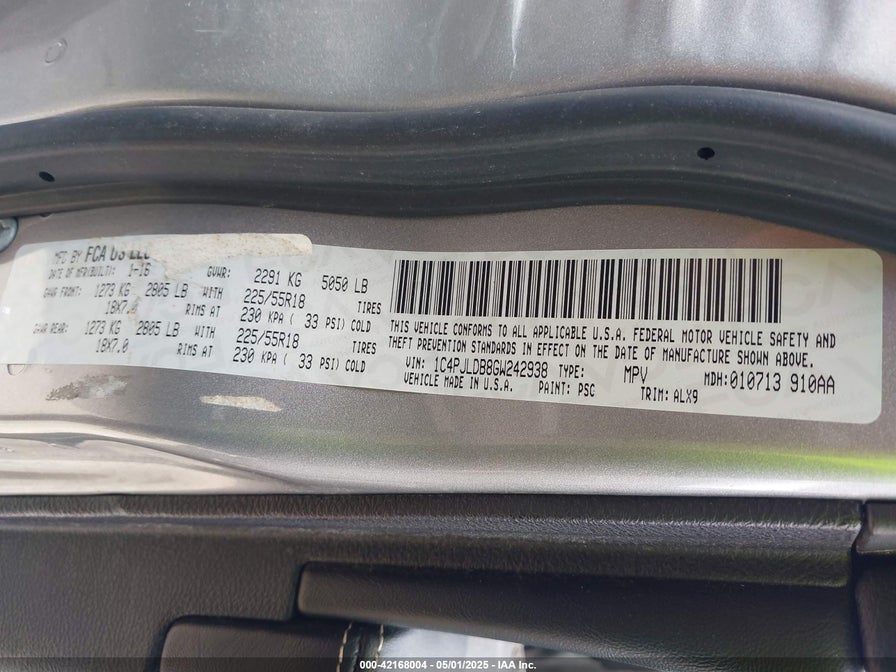 MFG BY FCA US LLC
DATE OF MFR(BUILT): 1-16 GVWR: 2291 KG 5050 LB
GAWR FRONT: 1273 KG 2805 LB WITH 225/55R18 TIRES
18X7.0 RIMS AT 230 KPA ( 33 PSI) COLD
GAWR REAR: 1273 KG 2805 LB WITH 225/55R18 TIRES
18X7.0 RIMS AT 230 KPA ( 33 PSI) COLD
THIS VEHICLE CONFORMS TO ALL APPLICABLE U.S.A. FEDERAL MOTOR VEHICLE SAFETY AND
THEFT PREVENTION STANDARDS IN EFFECT ON THE DATE OF MANUFACTURE SHOWN ABOVE.
VIN: 1C4PJLDB8GW242938 TYPE: MPV MDH:010713 910AA
VEHICLE MADE IN U.S.A. PAINT: PSC TRIM: ALX9
000-42168004 - 05/01/2025 - IAA Inc.